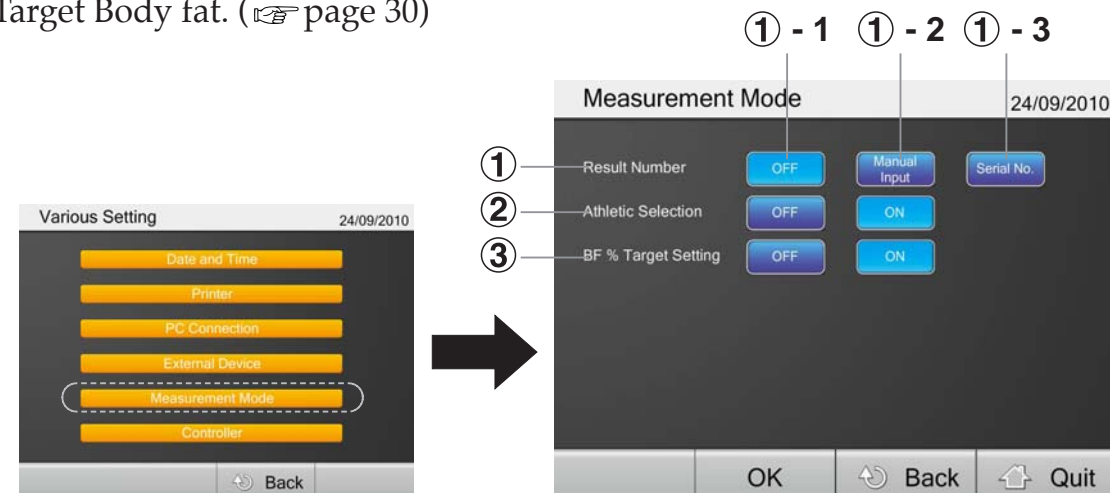 Target Body fat. (☞ page 30)
① - 1 ① - 2 ① - 3
Measurement Mode 24/09/2010
① Result Number OFF Manual Input Serial No.
② Athletic Selection OFF ON
③ BF % Target Setting OFF ON
OK Back Quit
Various Setting 24/09/2010
Date and Time
Printer
PC Connection
External Device
Measurement Mode
Controller
Back